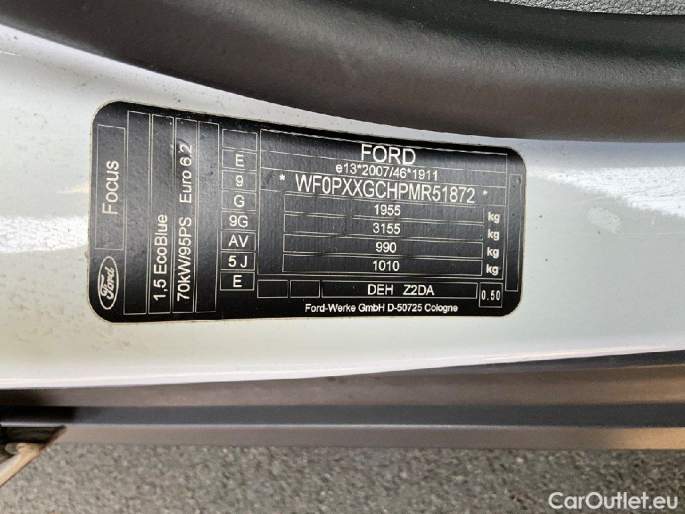 Focus
Ford
1,5 EcoBlue
70kW/95PS Euro 6.2
E
9
G
9G
AV
5 J
E
FORD
e13*2007/46*1911
* WF0PXXGCHPMR51872 *
1955 kg
3155 kg
990 kg
1010 kg
DEH Z2DA 0.50
Ford-Werke GmbH D-50725 Cologne
CarOutlet.eu